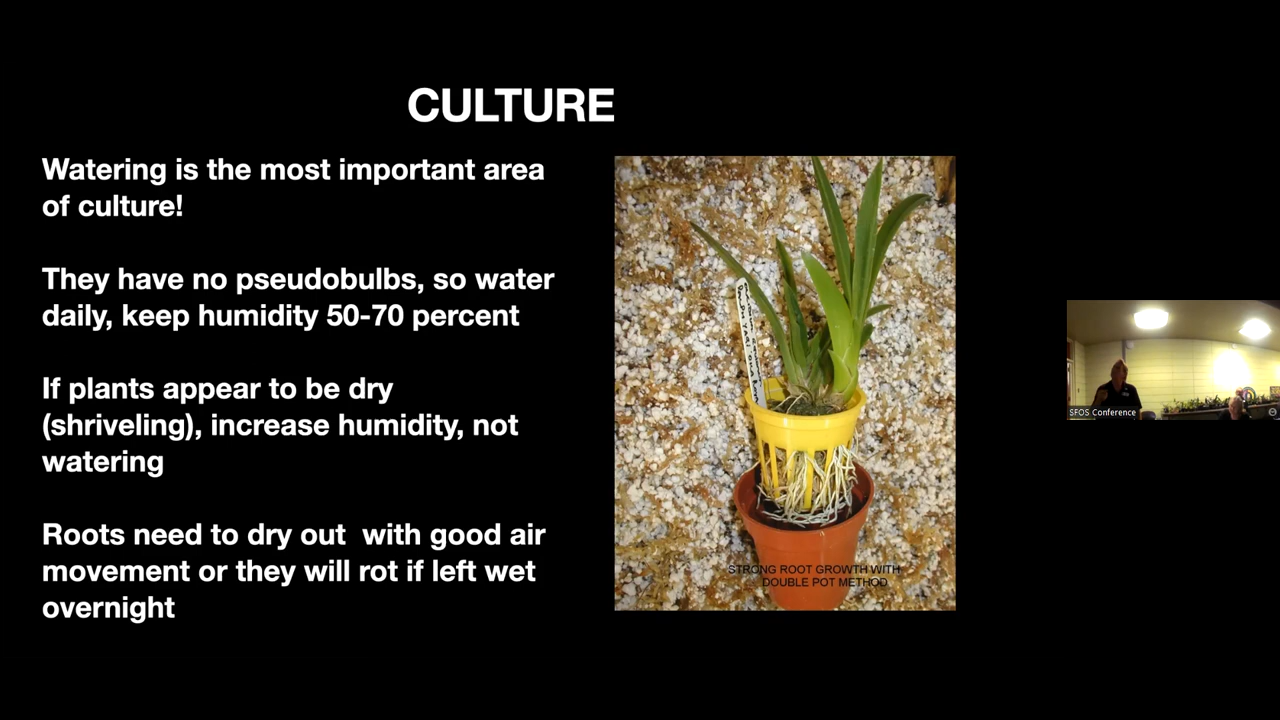 CULTURE
Watering is the most important area
of culture!
They have no pseudobulbs, so water
daily, keep humidity 50-70 percent
If plants appear to be dry
(shriveling), increase humidity, not
watering
Roots need to dry out  with good air
movement or they will rot if left wet
overnight
STRONG ROOT GROWTH WITH
DOUBLE POT METHOD
SFOS Conference